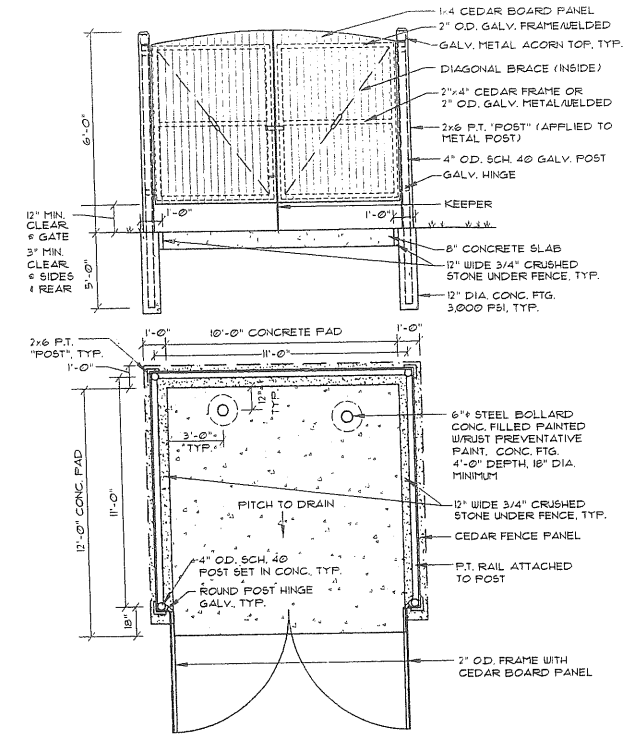 1x4 CEDAR BOARD PANEL
2" O.D. GALV. FRAME/WELDED
GALV. METAL ACORN TOP, TYP.
DIAGONAL BRACE (INSIDE)
2"x4" CEDAR FRAME OR
2" O.D. GALV. METAL/WELDED
2x6 P.T. "POST" (APPLIED TO
METAL POST)
4" O.D. SCH. 40 GALV. POST
GALV. HINGE
KEEPER
6'-0"
1'-0"
1'-0"
12" MIN.
CLEAR
@ GATE
3" MIN.
CLEAR
@ SIDES
& REAR
5'-0"
8" CONCRETE SLAB
12" WIDE 3/4" CRUSHED
STONE UNDER FENCE, TYP.
12" DIA. CONC. FTG.
3,000 PSI, TYP.
1'-0"
10'-0" CONCRETE PAD
1'-0"
2x6 P.T.
"POST", TYP.
11'-0"
1'-0"
12"
TYP.
3'-0"
TYP.
6"ϕ STEEL BOLLARD
CONC. FILLED PAINTED
W/RUST PREVENTATIVE
PAINT. CONC. FTG.
4'-0" DEPTH, 18" DIA.
MINIMUM
12'-0" CONC. PAD
11'-0"
PITCH TO DRAIN
12" WIDE 3/4" CRUSHED
STONE UNDER FENCE, TYP.
CEDAR FENCE PANEL
4" O.D. SCH. 40
POST SET IN CONC., TYP.
P.T. RAIL ATTACHED
TO POST
ROUND POST HINGE
GALV., TYP.
18"
2" O.D. FRAME WITH
CEDAR BOARD PANEL